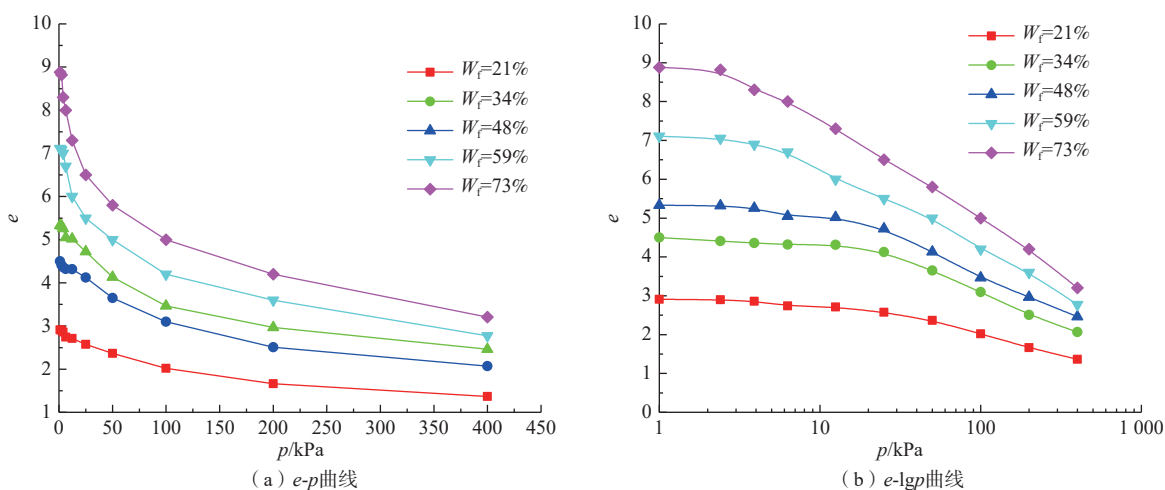 10
9
8
7
6
5
4
3
2
1
e
0
50
100
150
200
250
300
350
400
450
p/kPa
Wf=21%
Wf=34%
Wf=48%
Wf=59%
Wf=73%
（a）e-p曲线
10
9
8
7
6
5
4
3
2
1
0
e
1
10
100
1 000
p/kPa
Wf=21%
Wf=34%
Wf=48%
Wf=59%
Wf=73%
（b）e-lgp曲线